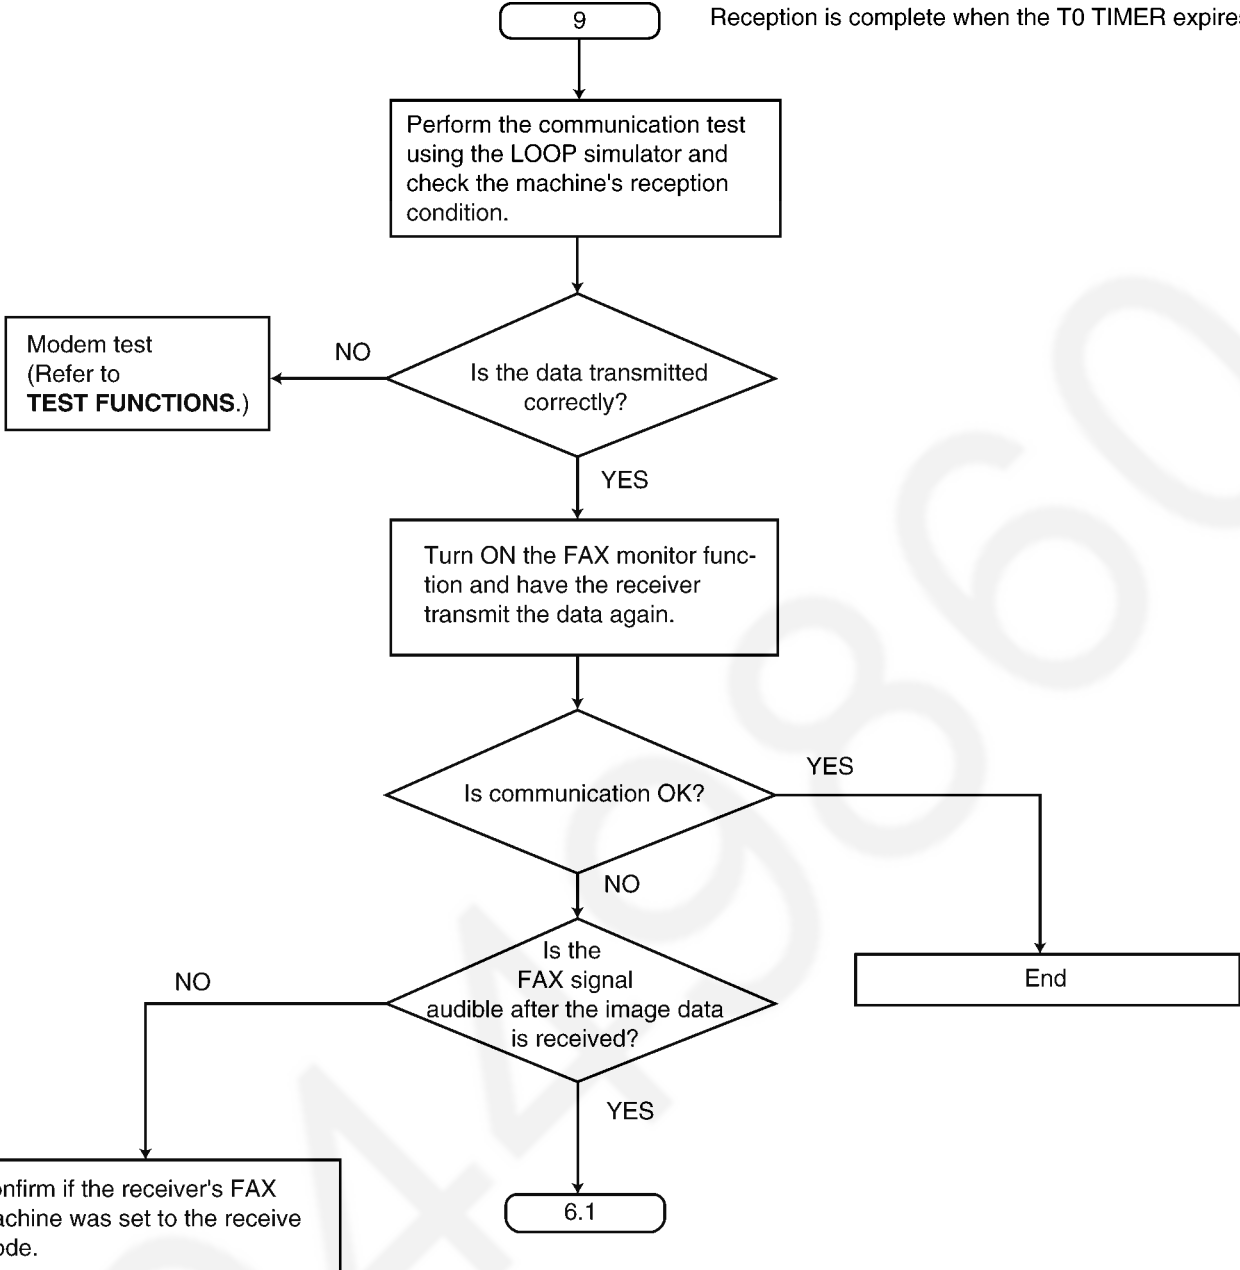 9
Reception is complete when the T0 TIMER expires
Perform the communication test
using the LOOP simulator and
check the machine's reception
condition.
Modem test
(Refer to
TEST FUNCTIONS.)
NO
Is the data transmitted
correctly?
YES
Turn ON the FAX monitor func-
tion and have the receiver
transmit the data again.
Is communication OK?
YES
NO
End
Is the
FAX signal
audible after the image data
is received?
NO
YES
6.1
onfirm if the receiver's FAX
achine was set to the receive
ode.